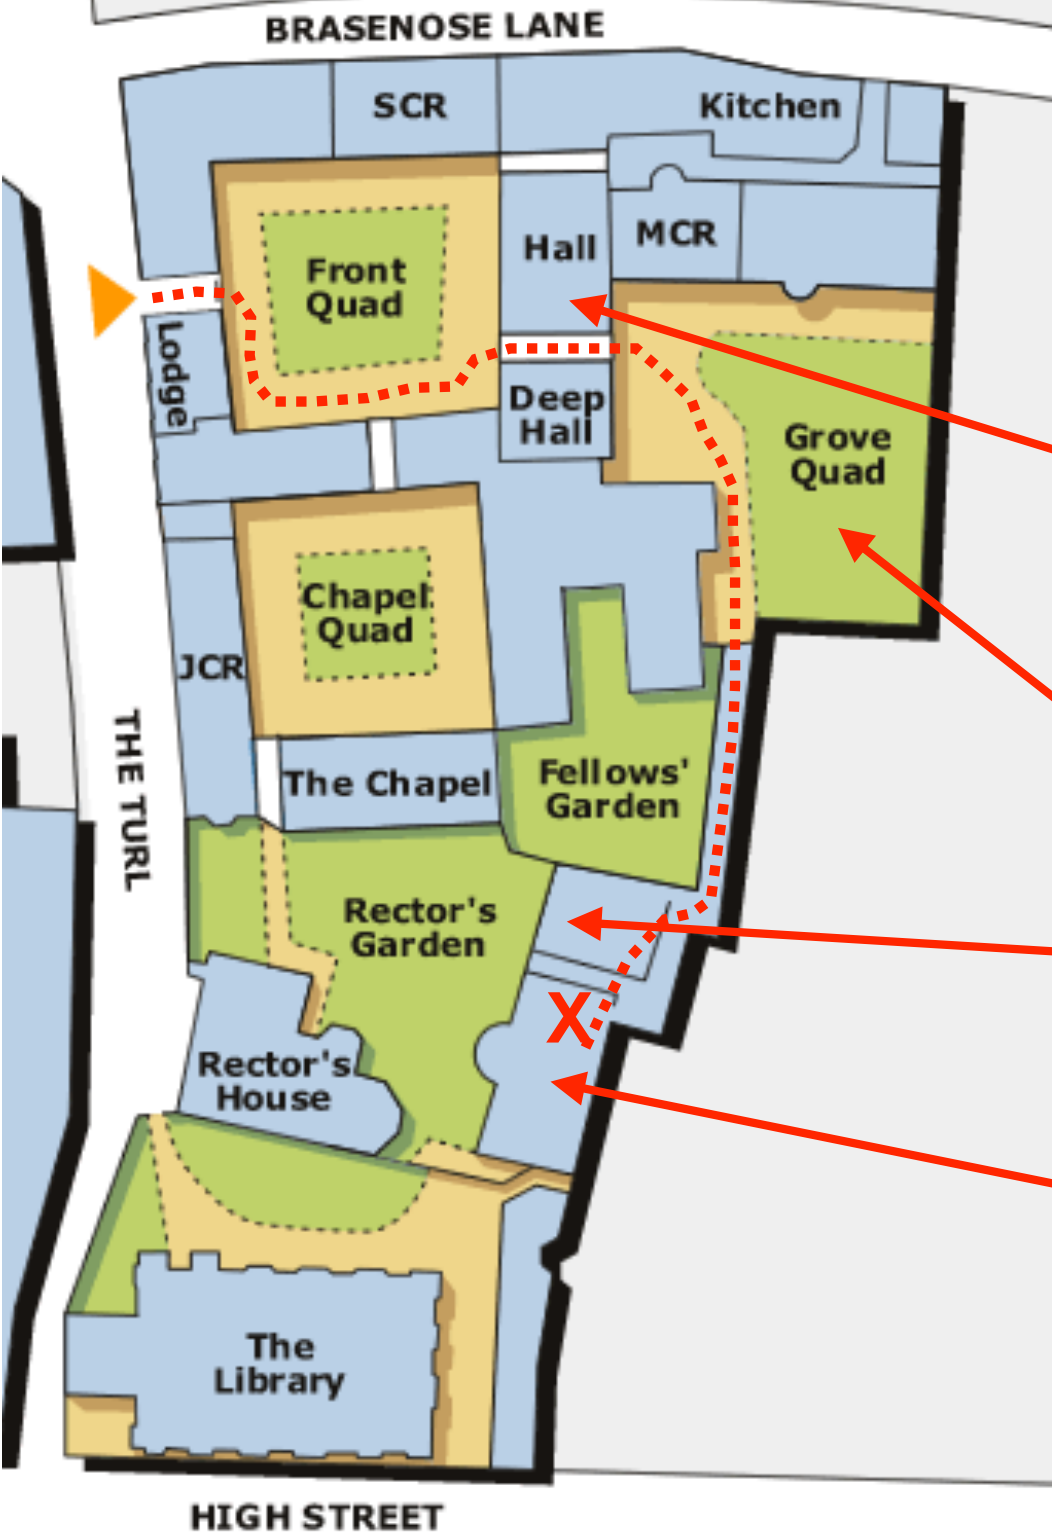 BRASENOSE LANE
SCR
Kitchen
Hall
MCR
Front
Quad
Lodge
Deep
Hall
Grove
Quad
Chapel
Quad
JCR
THE TURL
The Chapel
Fellows'
Garden
Rector's
Garden
X
Rector's
House
The
Library
HIGH STREET